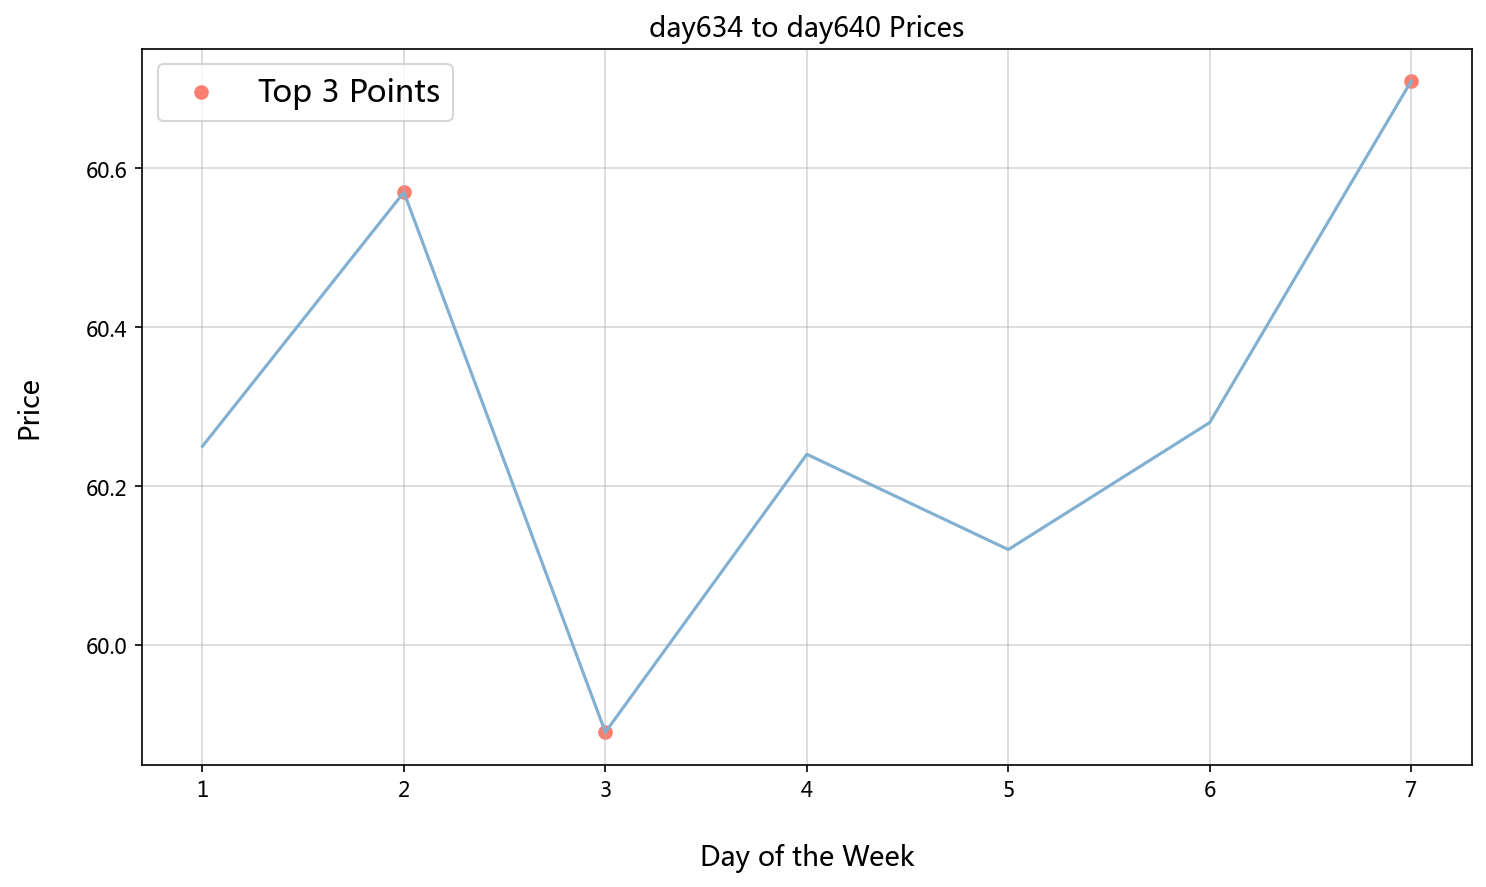 day634 to day640 Prices
Top 3 Points
60.6
60.4
60.2
60.0
Price
1 2 3 4 5 6 7
Day of the Week